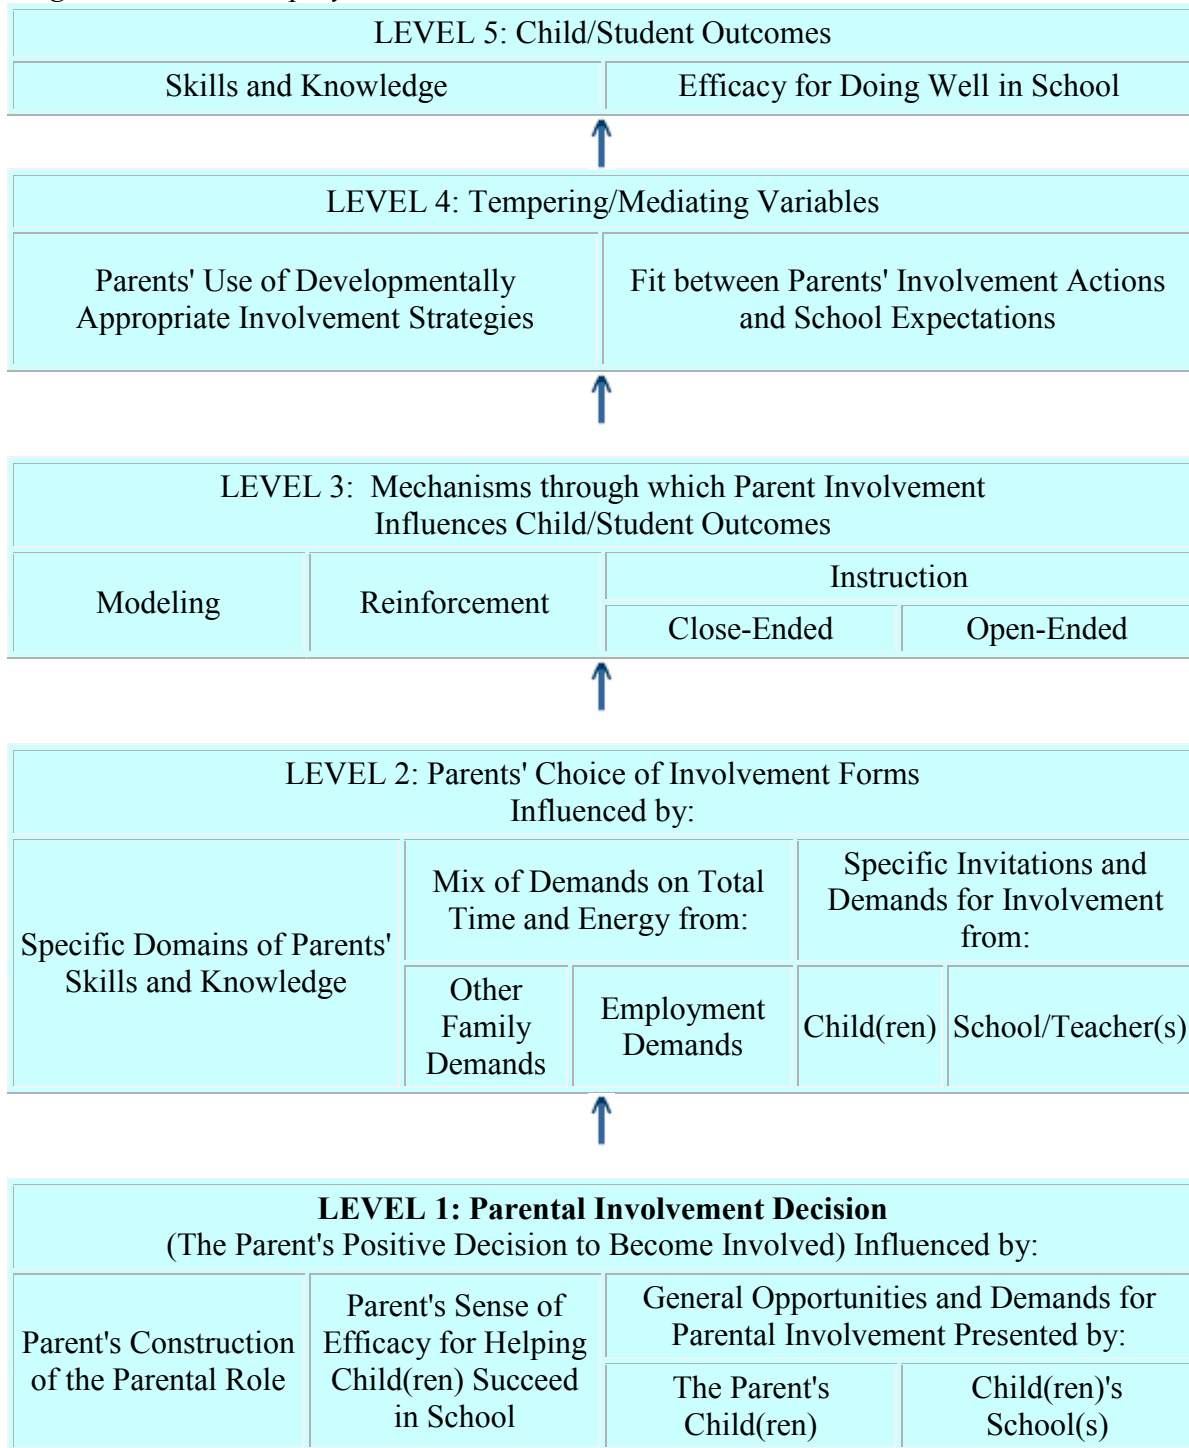 LEVEL 5: Child/Student Outcomes
Skills and Knowledge
Efficacy for Doing Well in School
LEVEL 4: Tempering/Mediating Variables
Parents' Use of Developmentally
Appropriate Involvement Strategies
Fit between Parents' Involvement Actions
and School Expectations
LEVEL 3: Mechanisms through which Parent Involvement
Influences Child/Student Outcomes
Modeling
Reinforcement
Instruction
Close-Ended
Open-Ended
LEVEL 2: Parents' Choice of Involvement Forms
Influenced by:
Specific Domains of Parents'
Skills and Knowledge
Mix of Demands on Total
Time and Energy from:
Other
Family
Demands
Employment
Demands
Specific Invitations and
Demands for Involvement
from:
Child(ren)
School/Teacher(s)
LEVEL 1: Parental Involvement Decision
(The Parent's Positive Decision to Become Involved) Influenced by:
Parent's Construction
of the Parental Role
Parent's Sense of
Efficacy for Helping
Child(ren) Succeed
in School
General Opportunities and Demands for
Parental Involvement Presented by:
The Parent's
Child(ren)
Child(ren)'s
School(s)